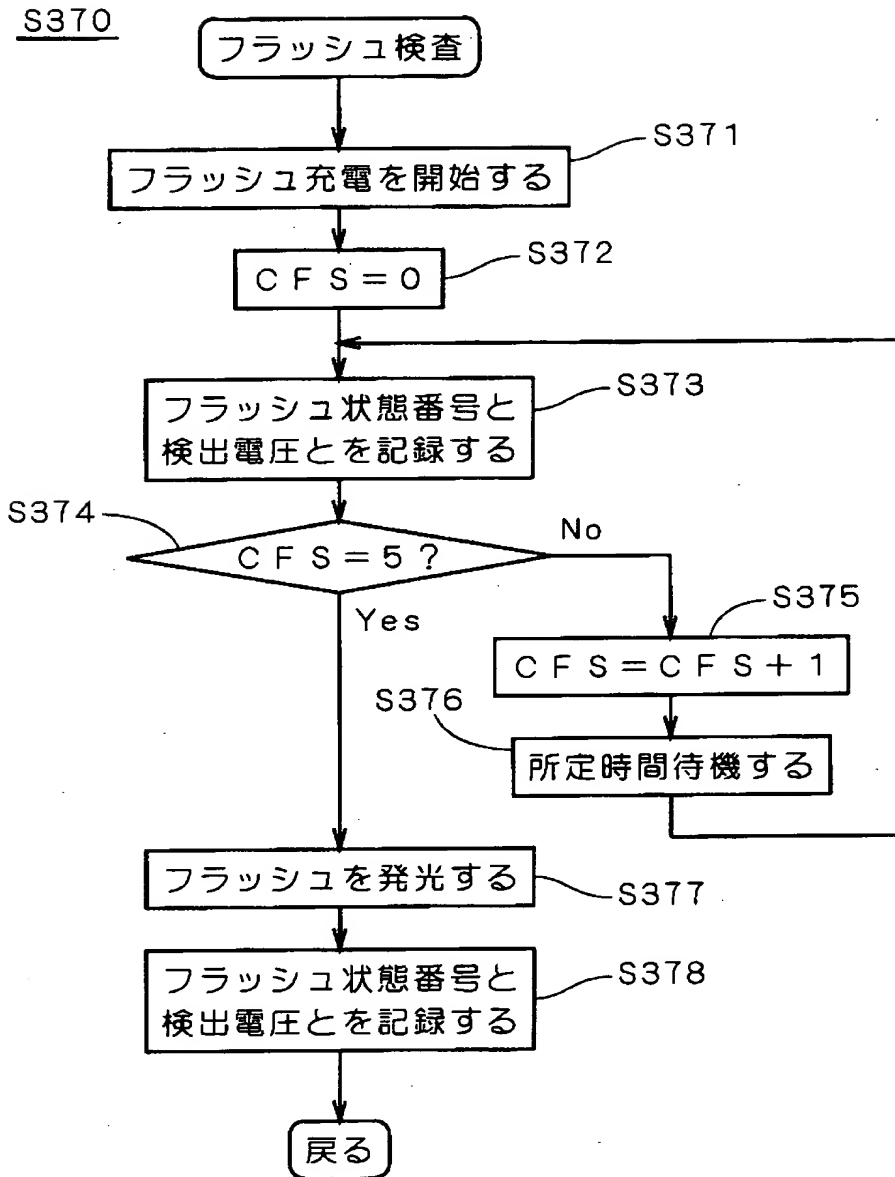 S370
フラッシュ検査
S371
フラッシュ充電を開始する
S372
CFS=0
S373
フラッシュ状態番号と
検出電圧とを記録する
S374
CFS=5?
No
Yes
S375
CFS=CFS+1
S376
所定時間待機する
フラッシュを発光する
S377
フラッシュ状態番号と
検出電圧とを記録する
S378
戻る